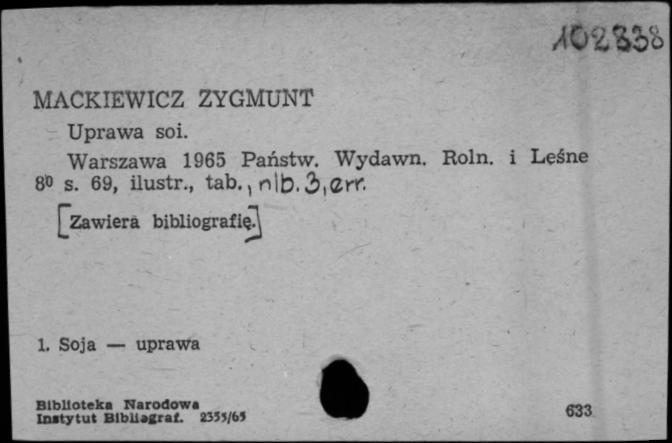 102838
MACKIEWICZ ZYGMUNT
Uprawa soi.
Warszawa 1965 Państw. Wydawn. Roln. i Leśne
8⁰ s. 69, ilustr., tab., nlb. 3, err.
[Zawiera bibliografię.]
1. Soja — uprawa
Biblioteka Narodowa
Instytut Bibliograf. 2355/65
633